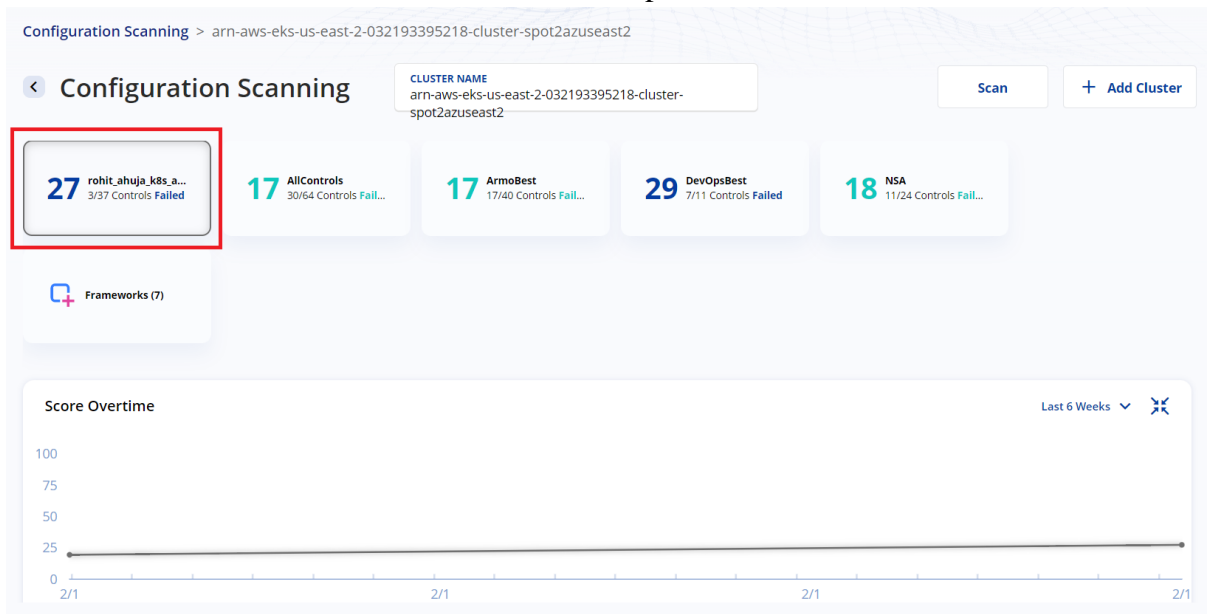 Configuration Scanning > arn-aws-eks-us-east-2-032193395218-cluster-spot2azuseast2
Configuration Scanning
CLUSTER NAME
arn-aws-eks-us-east-2-032193395218-cluster-
spot2azuseast2
Scan
+ Add Cluster
27 rohit_ahuja_k8s_a...
3/37 Controls Failed
17 AllControls
30/64 Controls Fail...
17 ArmoBest
17/40 Controls Fail...
29 DevOpsBest
7/11 Controls Failed
18 NSA
11/24 Controls Fail...
Frameworks (7)
Score Overtime
Last 6 Weeks
100
75
50
25
0
2/1 2/1 2/1 2/1